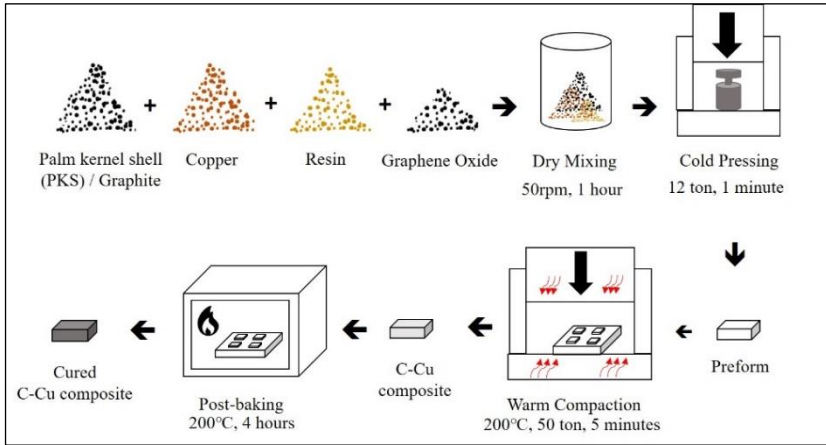 +
+
+
Palm kernel shell
(PKS) / Graphite
Copper
Resin
Graphene Oxide
Dry Mixing
50rpm, 1 hour
Cold Pressing
12 ton, 1 minute
Preform
Warm Compaction
200℃, 50 ton, 5 minutes
C-Cu
composite
Post-baking
200℃, 4 hours
Cured
C-Cu composite